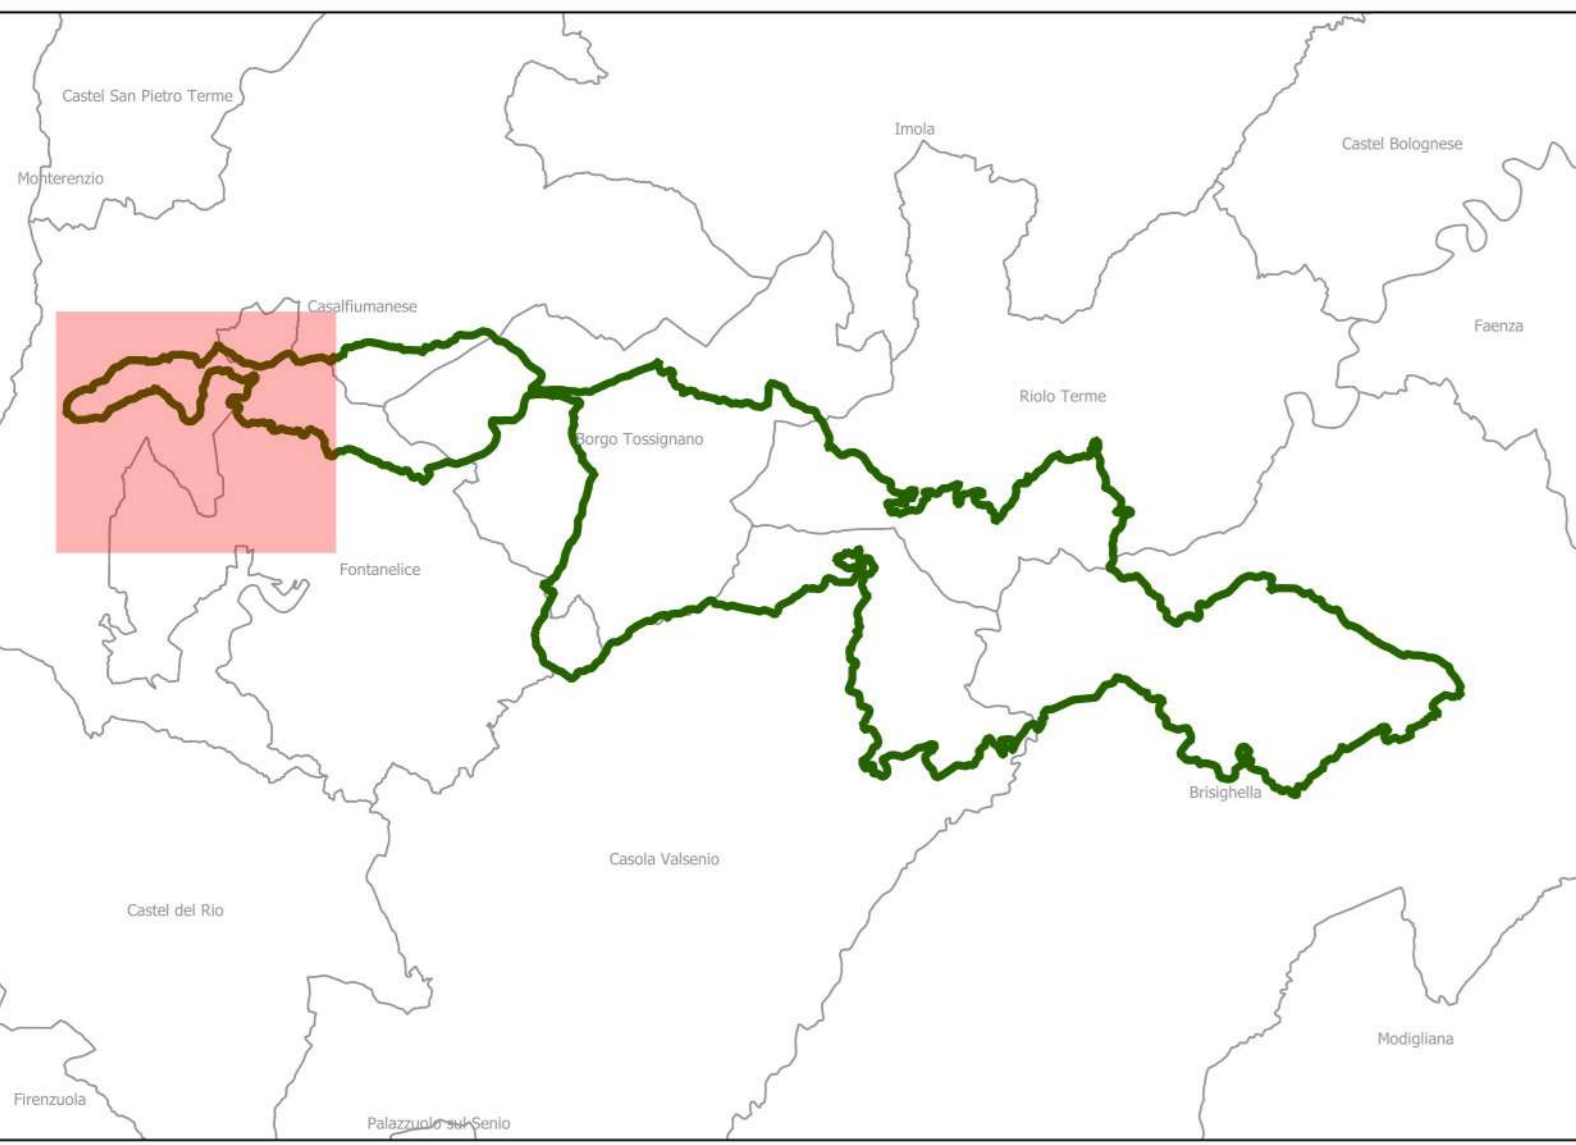 Castel San Pietro Terme
Imola
Castel Bolognese
Monterenzio
Casalfiumanese
Faenza
Riolo Terme
Borgo Tossignano
Fontanelice
Brisighella
Casola Valsenio
Castel del Rio
Modigliana
Firenzuola
Palazzuolo sul Senio